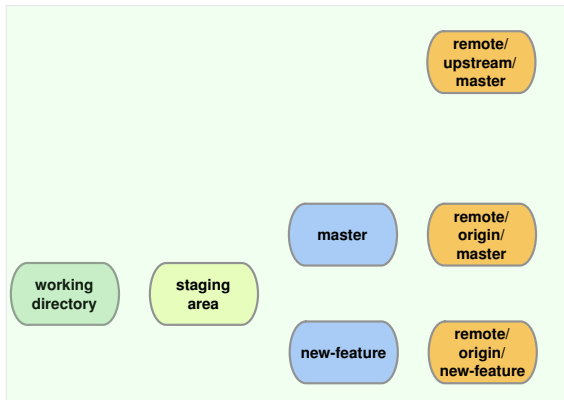 remote/
upstream/
master
master
remote/
origin/
master
working
directory
staging
area
new-feature
remote/
origin/
new-feature